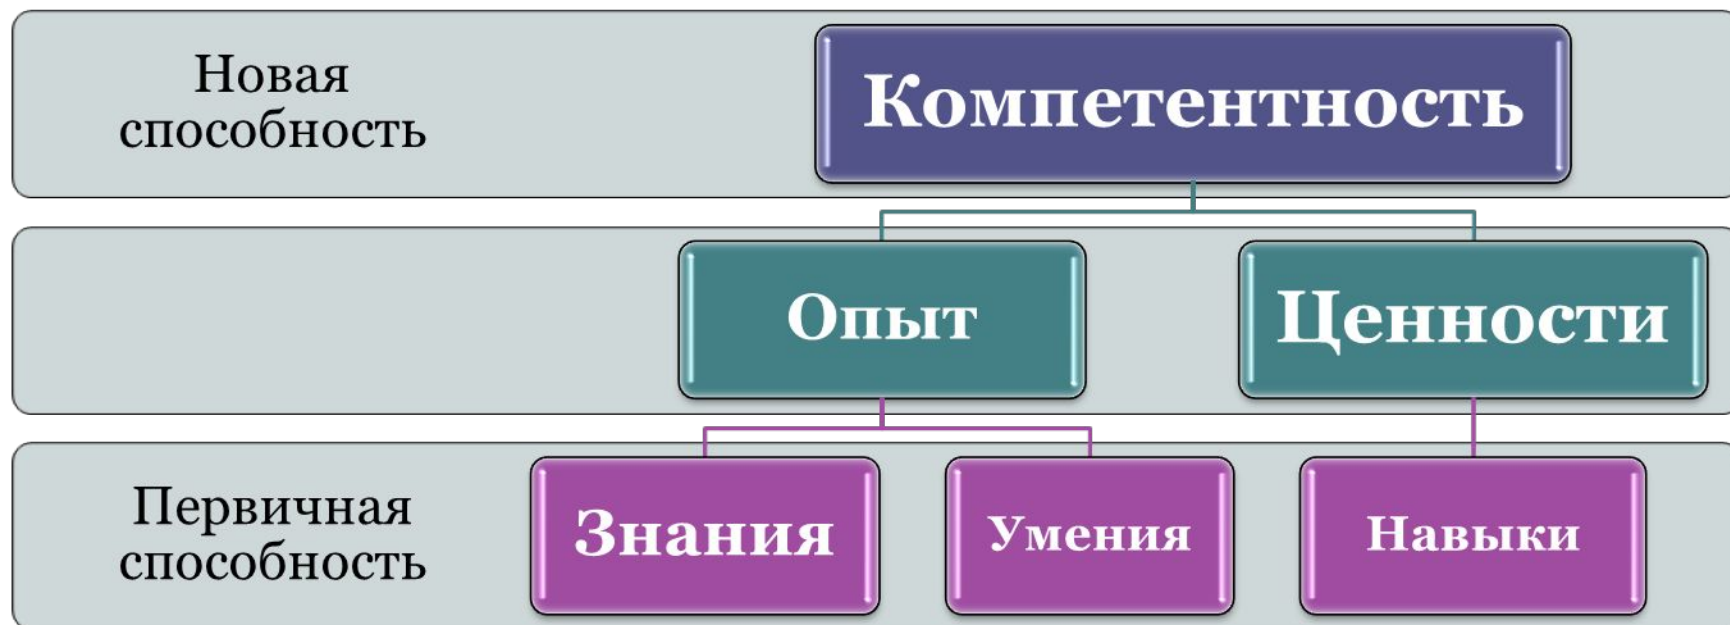 Новая
способность
Компетентность
Опыт
Ценности
Первичная
способность
Знания
Умения
Навыки